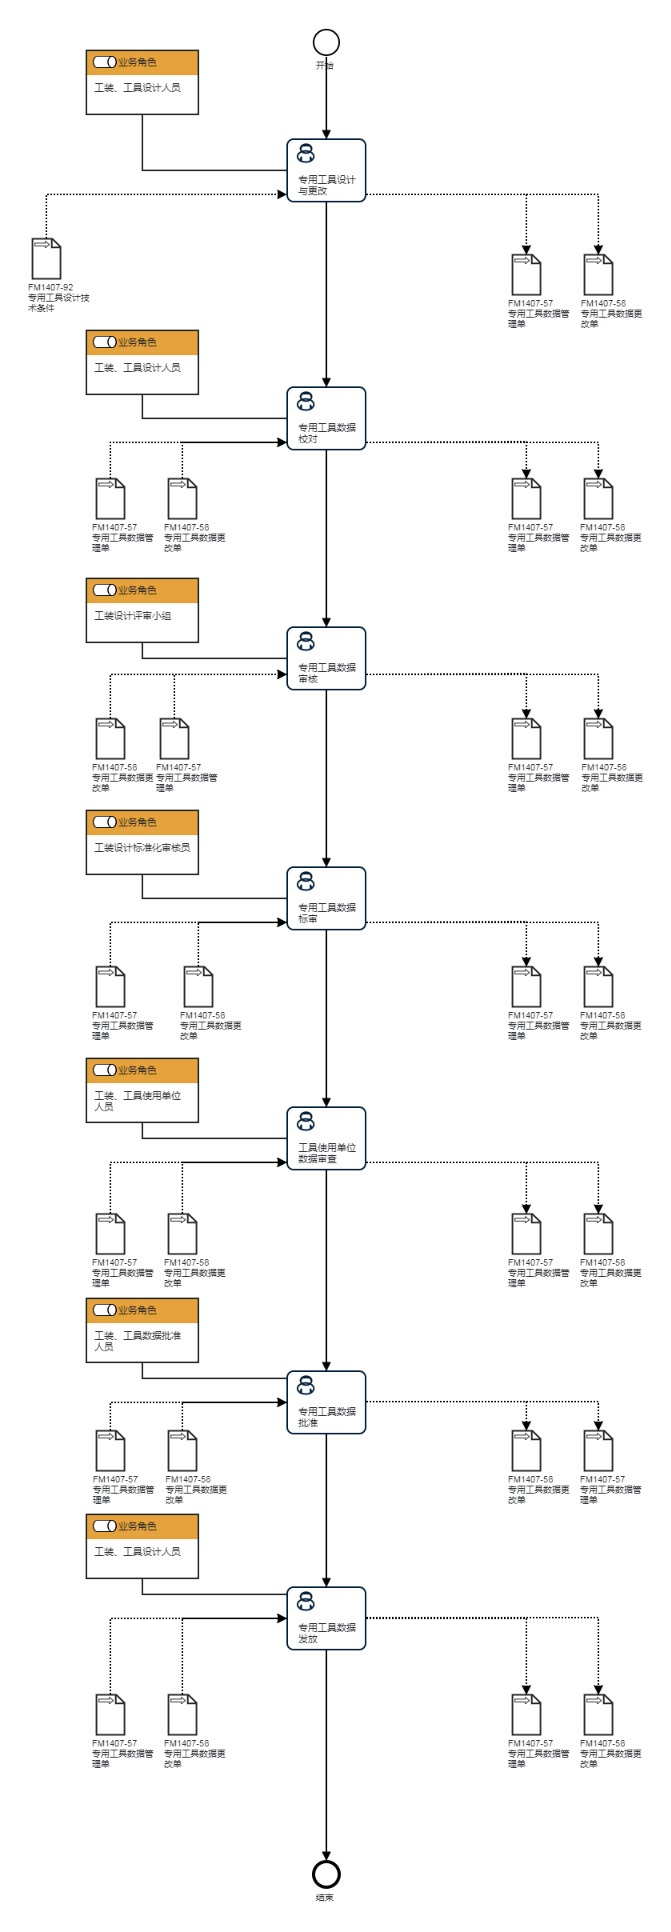 开始
业务角色
工装、工具设计人员
专用工具设计
与更改
FM1407-92
专用工具设计技
术条件
FM1407-57
专用工具数据管
理单
FM1407-58
专用工具数据更
改单
业务角色
工装、工具设计人员
专用工具数据
校对
FM1407-57
专用工具数据管
理单
FM1407-58
专用工具数据更
改单
FM1407-57
专用工具数据管
理单
FM1407-58
专用工具数据更
改单
业务角色
工装设计评审小组
专用工具数据
审核
FM1407-58
专用工具数据更
改单
FM1407-57
专用工具数据管
理单
FM1407-57
专用工具数据管
理单
FM1407-58
专用工具数据更
改单
业务角色
工装设计标准化审核员
专用工具数据
标审
FM1407-57
专用工具数据管
理单
FM1407-58
专用工具数据更
改单
FM1407-57
专用工具数据管
理单
FM1407-58
专用工具数据更
改单
业务角色
工装、工具使用单位
人员
工具使用单位
数据审查
FM1407-57
专用工具数据管
理单
FM1407-58
专用工具数据更
改单
FM1407-57
专用工具数据管
理单
FM1407-58
专用工具数据更
改单
业务角色
工装、工具数据批准
人员
专用工具数据
批准
FM1407-57
专用工具数据管
理单
FM1407-58
专用工具数据更
改单
FM1407-58
专用工具数据更
改单
FM1407-57
专用工具数据管
理单
业务角色
工装、工具设计人员
专用工具数据
发放
FM1407-57
专用工具数据管
理单
FM1407-58
专用工具数据更
改单
FM1407-57
专用工具数据管
理单
FM1407-58
专用工具数据更
改单
结束